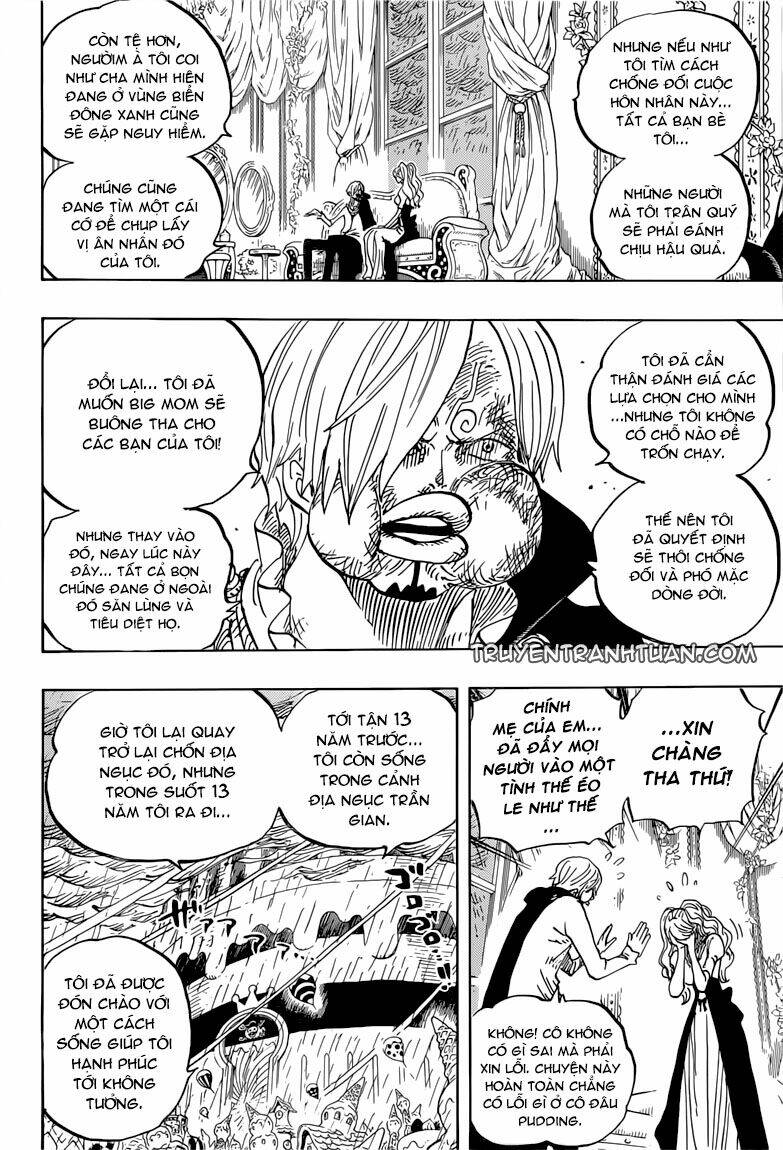 NHƯNG NẾU NHƯ
TÔI TÌM CÁCH
CHỐNG ĐỐI CUỘC
HÔN NHÂN NÀY...
TẤT CẢ BẠN BÈ
TÔI...
NHỮNG NGƯỜI
MÀ TÔI TRÂN QUÝ
SẼ PHẢI GÁNH
CHỊU HẬU QUẢ.
CÒN TỆ HƠN,
NGƯỜIM À TÔI COI
NHƯ CHA MÌNH HIỆN
ĐANG Ở VÙNG BIỂN
ĐÔNG XANH CŨNG
SẼ GẶP NGUY HIỂM.
CHÚNG CŨNG
ĐANG TÌM MỘT CÁI
CỚ ĐỂ CHỤP LẤY
VỊ ÂN NHÂN ĐÓ
CỦA TÔI.
TÔI ĐÃ CẨN
THẬN ĐÁNH GIÁ CÁC
LỰA CHỌN CHO MÌNH
...NHƯNG TÔI KHÔNG
CÓ CHỖ NÀO ĐỂ
TRỐN CHẠY.
THẾ NÊN TÔI
ĐÃ QUYẾT ĐỊNH
SẼ THÔI CHỐNG
ĐỐI VÀ PHÓ MẶC
DÒNG ĐỜI.
ĐỔI LẠI... TÔI ĐÃ
MUỐN BIG MOM SẼ
BUÔNG THA CHO
CÁC BẠN CỦA TÔI!
NHƯNG THAY VÀO
ĐÓ, NGAY LÚC NÀY
ĐÂY... TẤT CẢ BỌN
CHÚNG ĐANG Ở NGOÀI
ĐÓ SĂN LÙNG VÀ
TIÊU DIỆT HỌ.
TRUYENTRANHTUAN.COM
...XIN
CHÀNG
THA THỨ!
CHÍNH
MẸ CỦA EM...
ĐÃ ĐẨY MỌI
NGƯỜI VÀO MỘT
TÌNH THẾ ÉO
LE NHƯ THẾ
...
KHÔNG! CÔ KHÔNG
CÓ GÌ SAI MÀ PHẢI
XIN LỖI. CHUYỆN NÀY
HOÀN TOÀN CHẲNG
CÓ LỖI GÌ Ở CÔ ĐÂU
PUDDING.
TỚI TẬN 13
NĂM TRƯỚC...
TÔI CÒN SỐNG
TRONG CẢNH
ĐỊA NGỤC TRẦN
GIAN.
GIỜ TÔI LẠI QUAY
TRỞ LẠI CHỐN ĐỊA
NGỤC ĐÓ, NHƯNG
TRONG SUỐT 13
NĂM TÔI RA ĐI...
ゴロゴロ...
ザァァ...
TÔI ĐÃ ĐƯỢC
ĐÓN CHÀO VỚI
MỘT CÁCH
SỐNG GIÚP TÔI
HẠNH PHÚC
TỚI KHÔNG
TƯỞNG.